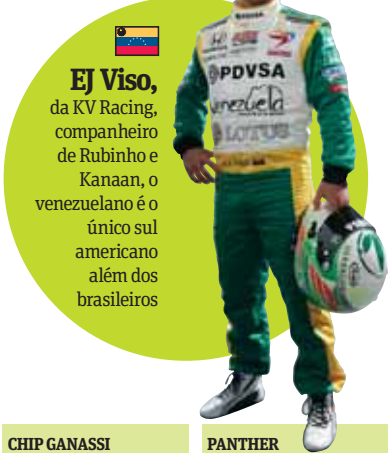 EJ Viso,
da KV Racing,
companheiro
de Rubinho e
Kanaan, o
venezuelano é o
único sul
americano
além dos
brasileiros
PDVSA
Venezuela
LOTUS
CHIP GANASSI
PANTHER